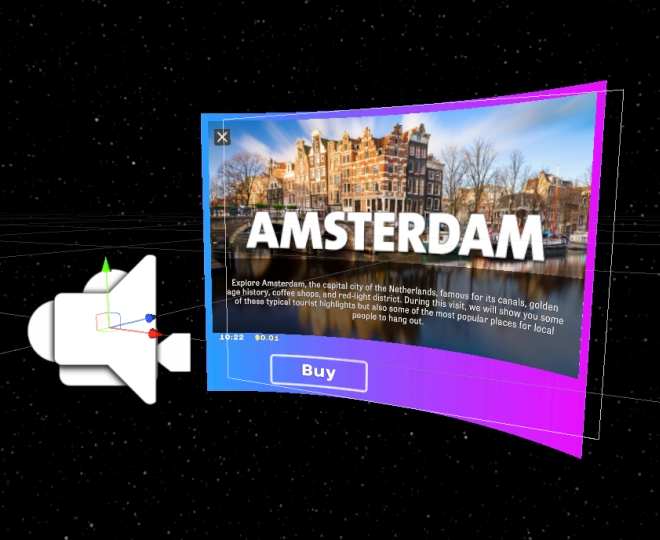 AMSTERDAM
Explore Amsterdam, the capital city of the Netherlands, famous for its canals, golden
age history, coffee shops, and red-light district. During this visit, we will show you some
of these typical tourist highlights but also some of the most popular places for local
people to hang out.
10:22 $0.01
Buy